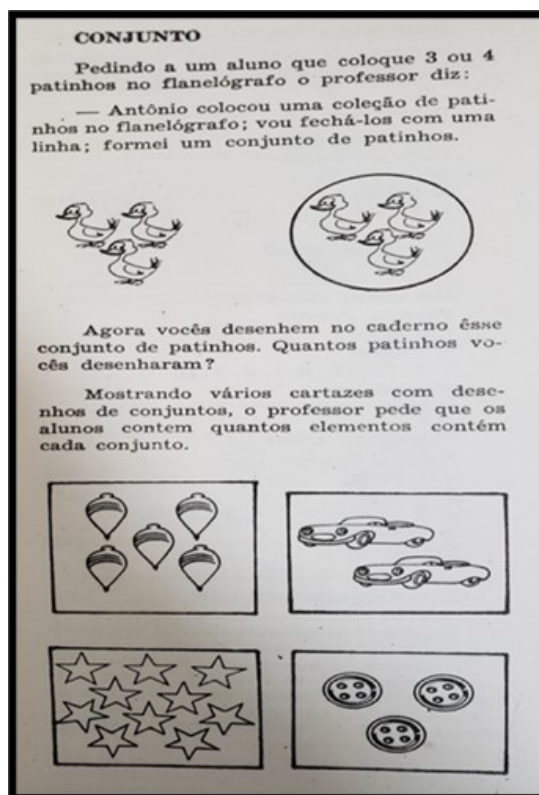 CONJUNTO
Pedindo a um aluno que coloque 3 ou 4
patinhos no flanelógrafo o professor diz:
— Antônio colocou uma coleção de pati-
nhos no flanelógrafo; vou fechá-los com uma
linha; formei um conjunto de patinhos.
Agora vocês desenhem no caderno êsse
conjunto de patinhos. Quantos patinhos vo-
cês desenharam?
Mostrando vários cartazes com dese-
nhos de conjuntos, o professor pede que os
alunos contem quantos elementos contém
cada conjunto.